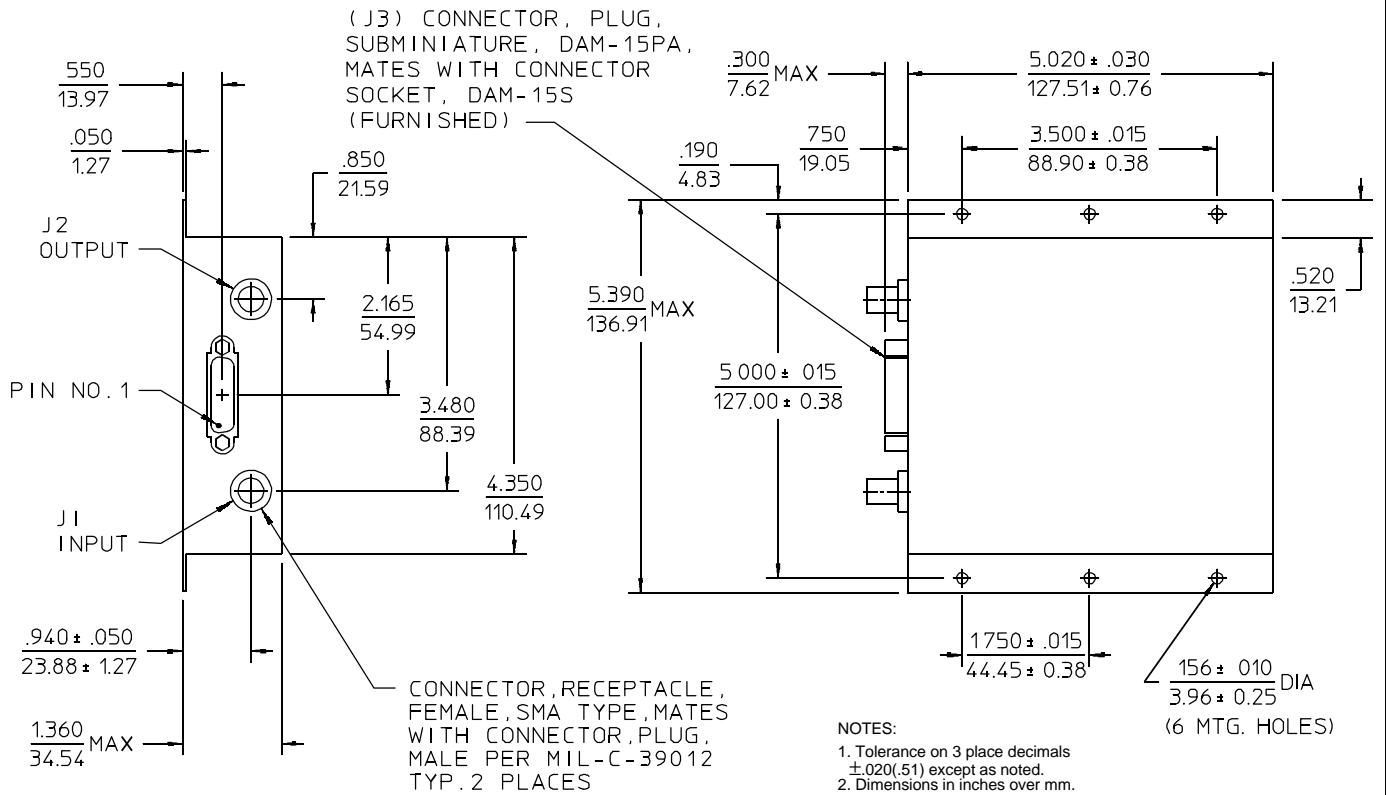 (J3) CONNECTOR, PLUG,
SUBMINIATURE, DAM-15PA,
MATES WITH CONNECTOR
SOCKET, DAM-15S
(FURNISHED)
550
13.97
.050
1.27
.850
21.59
J2
OUTPUT
2.165
54.99
PIN NO. 1
3.480
88.39
4.350
110.49
J1
INPUT
.940 ± .050
23.88 ± 1.27
1.360
34.54
MAX
CONNECTOR, RECEPTACLE,
FEMALE, SMA TYPE, MATES
WITH CONNECTOR, PLUG,
MALE PER MIL-C-39012
TYP. 2 PLACES
.300
7.62
MAX
5.020 ± .030
127.51 ± 0.76
750
19.05
3.500 ± .015
88.90 ± 0.38
.190
4.83
.520
13.21
5.390
136.91
MAX
5 000 ± 015
127.00 ± 0.38
1750 ± .015
44.45 ± 0.38
156 ± 010
3.96 ± 0.25
DIA
(6 MTG. HOLES)
NOTES:
1. Tolerance on 3 place decimals
±.020(.51) except as noted.
2. Dimensions in inches over mm.